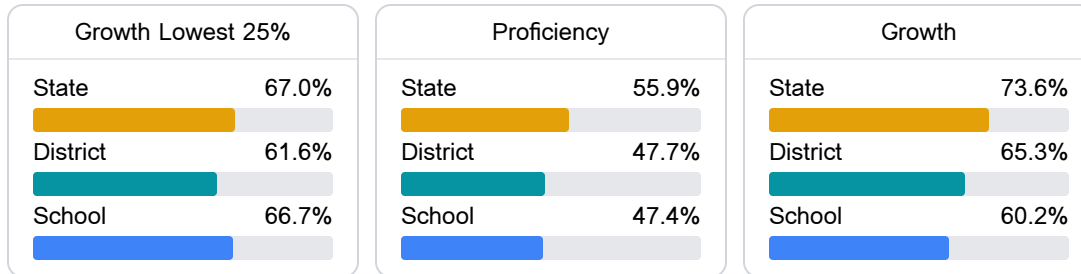 Growth Lowest 25%
State 67.0%
District 61.6%
School 66.7%
Proficiency
State 55.9%
District 47.7%
School 47.4%
Growth
State 73.6%
District 65.3%
School 60.2%